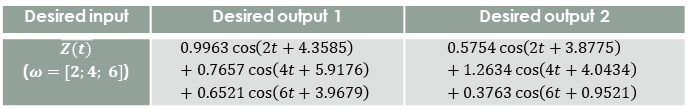 Desired input Desired output 1 Desired output 2
Z(t) 0.9963 cos(2t + 4.3585) 0.5754 cos(2t + 3.8775)
(ω = [2; 4; 6]) + 0.7657 cos(4t + 5.9176) + 1.2634 cos(4t + 4.0434)
+ 0.6521 cos(6t + 3.9679) + 0.3763 cos(6t + 0.9521)